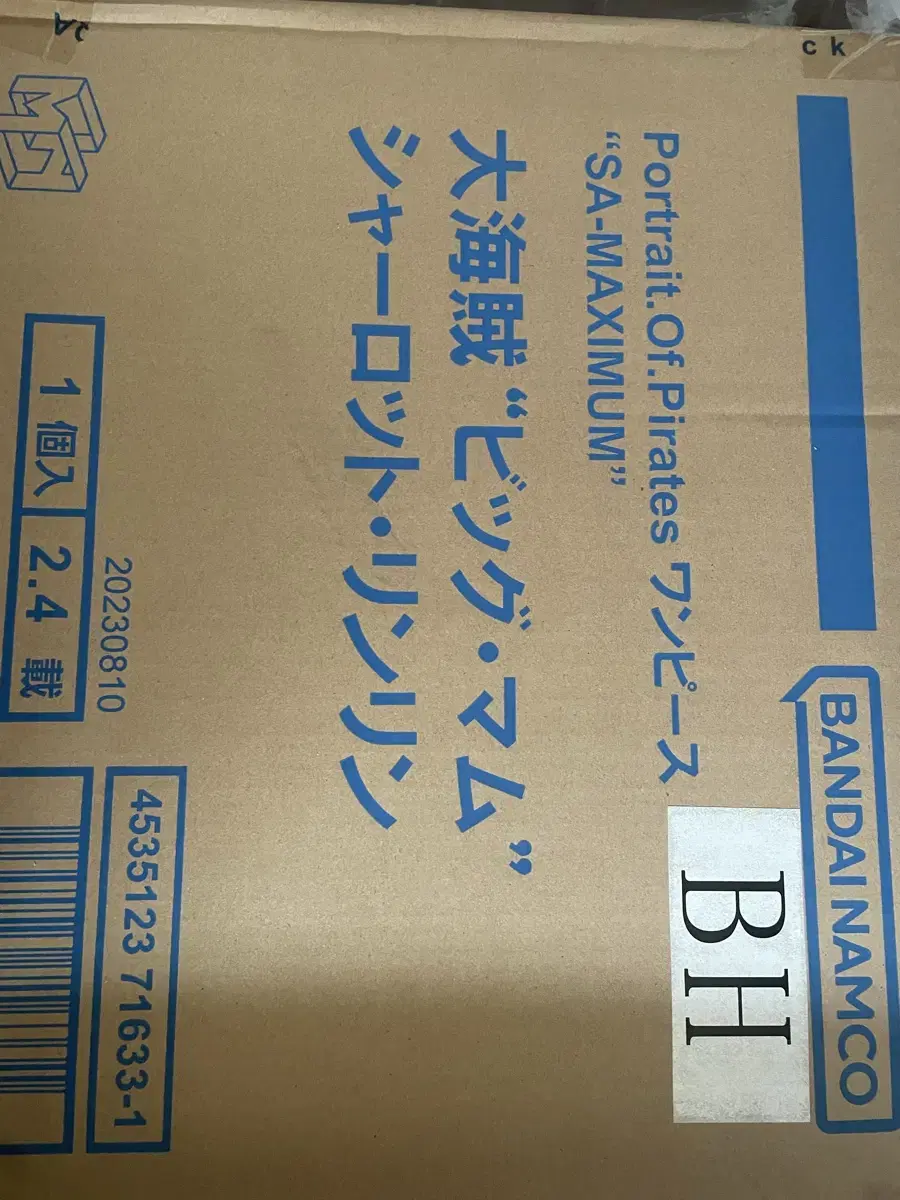 BANDAI NAMCO
Portrait.Of.Pirates ワンピース
“SA-MAXIMUM”
BH
大海賊“ビッグ・マム”
シャーロット・リンリン
20230810
1 個入
2.4 載
4535123 71633-1
ck